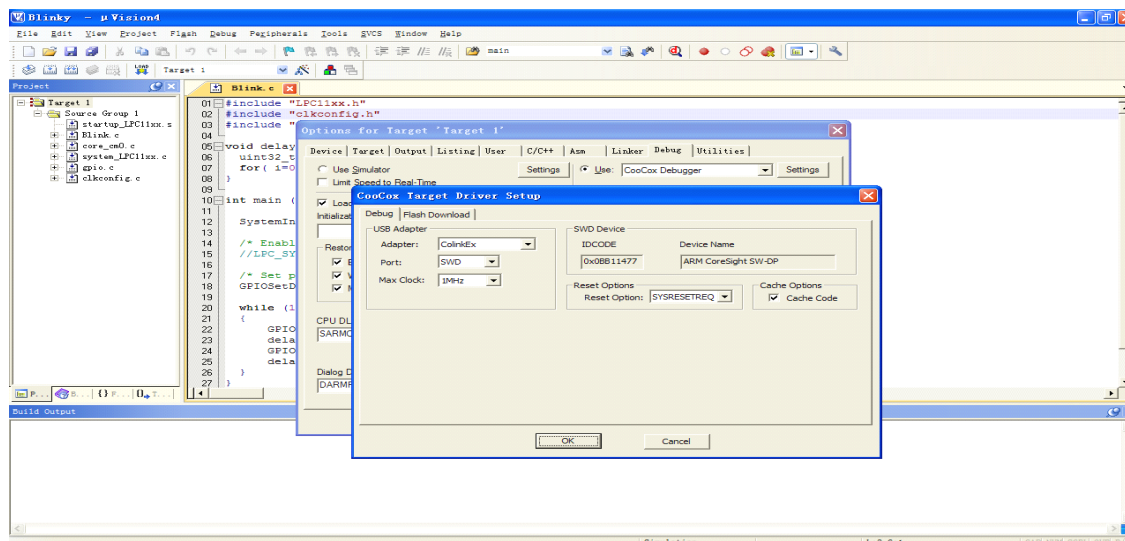 Blinky - µVision4
File Edit View Project Flash Debug Peripherals Tools SVCS Window Help
main
LOAD Target 1
Project
Blink.c
Target 1
Source Group 1
startup_LPC11xx.s
Blink.c
core_cm0.c
system_LPC11xx.c
gpio.c
clkconfig.c
01 #include "LPC11xx.h"
02 #include "clkconfig.h"
03 #include "
04
05 void delay
06 uint32_t
07 for( i=0
08 }
09
10 int main (
11
12 SystemIn
13
14 /* Enabl
15 //LPC_SY
16
17 /* Set p
18 GPIOSetD
19
20 while (1
21 {
22 GPIO
23 dela
24 GPIO
25 dela
26 }
27 }
Options for Target 'Target 1'
Device Target Output Listing User C/C++ Asm Linker Debug Utilities
Use Simulator Settings Use: CooCox Debugger Settings
Limit Speed to Real-Time
Load
Initializat
Restor
CPU DL
SARMC
Dialog D
DARMP
CooCox Target Driver Setup
Debug Flash Download
USB Adapter
Adapter: ColinkEx
Port: SWD
Max Clock: 1MHz
SWD Device
IDCODE Device Name
0x0BB11477 ARM CoreSight SW-DP
Reset Options
Reset Option: SYSRESETREQ
Cache Options
Cache Code
OK Cancel
P... B... {} F... T...
Build Output